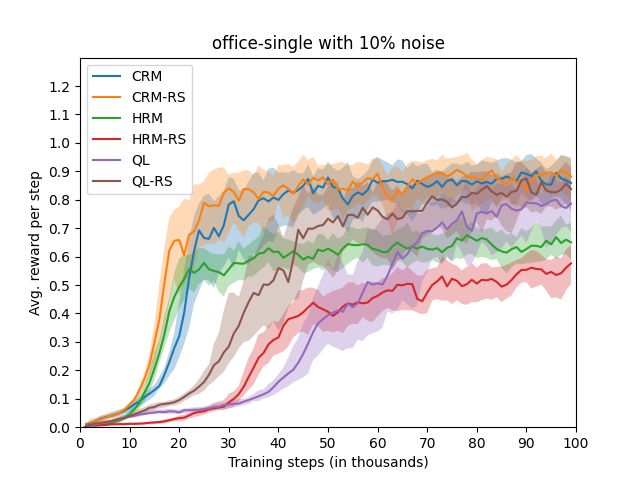 office-single with 10% noise
Avg. reward per step
1.2
1.1
1.0
0.9
0.8
0.7
0.6
0.5
0.4
0.3
0.2
0.1
0.0
CRM
CRM-RS
HRM
HRM-RS
QL
QL-RS
0 10 20 30 40 50 60 70 80 90 100
Training steps (in thousands)